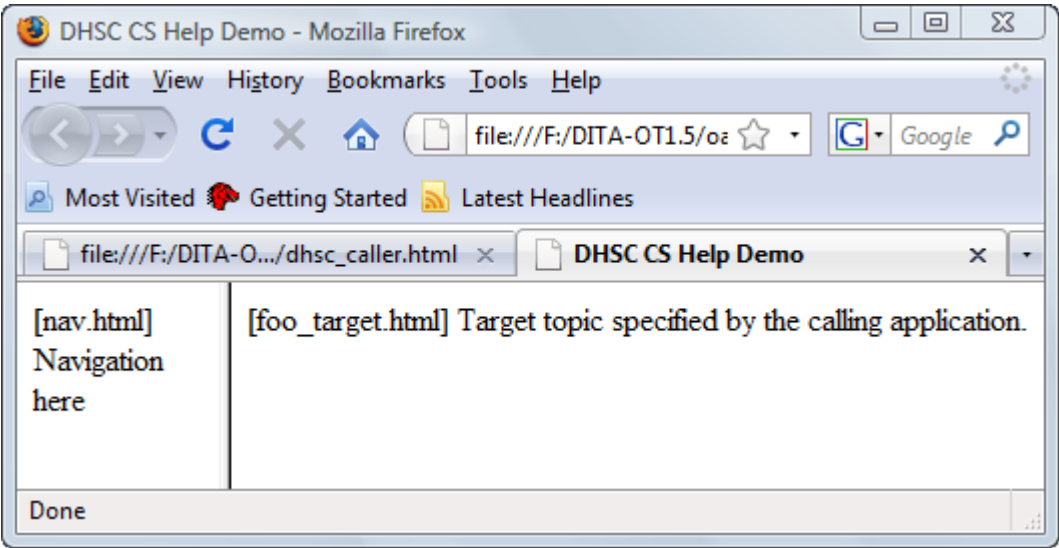 DHSC CS Help Demo - Mozilla Firefox
File Edit View History Bookmarks Tools Help
file:///F:/DITA-OT1.5/oa G Google
Most Visited Getting Started Latest Headlines
file:///F:/DITA-O.../dhsc_caller.html DHSC CS Help Demo
[nav.html] [foo_target.html] Target topic specified by the calling application.
Navigation
here
Done